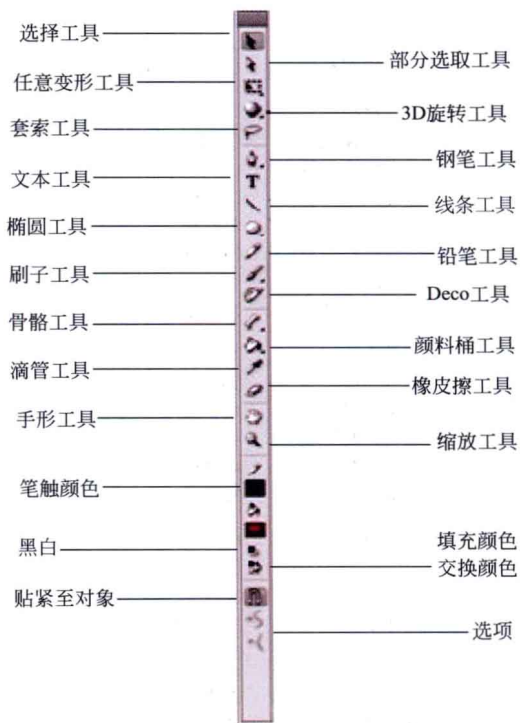 选择工具
部分选取工具
任意变形工具
3D旋转工具
套索工具
钢笔工具
文本工具
线条工具
椭圆工具
铅笔工具
刷子工具
Deco工具
骨骼工具
颜料桶工具
滴管工具
橡皮擦工具
手形工具
缩放工具
笔触颜色
填充颜色
黑白
交换颜色
贴紧至对象
选项